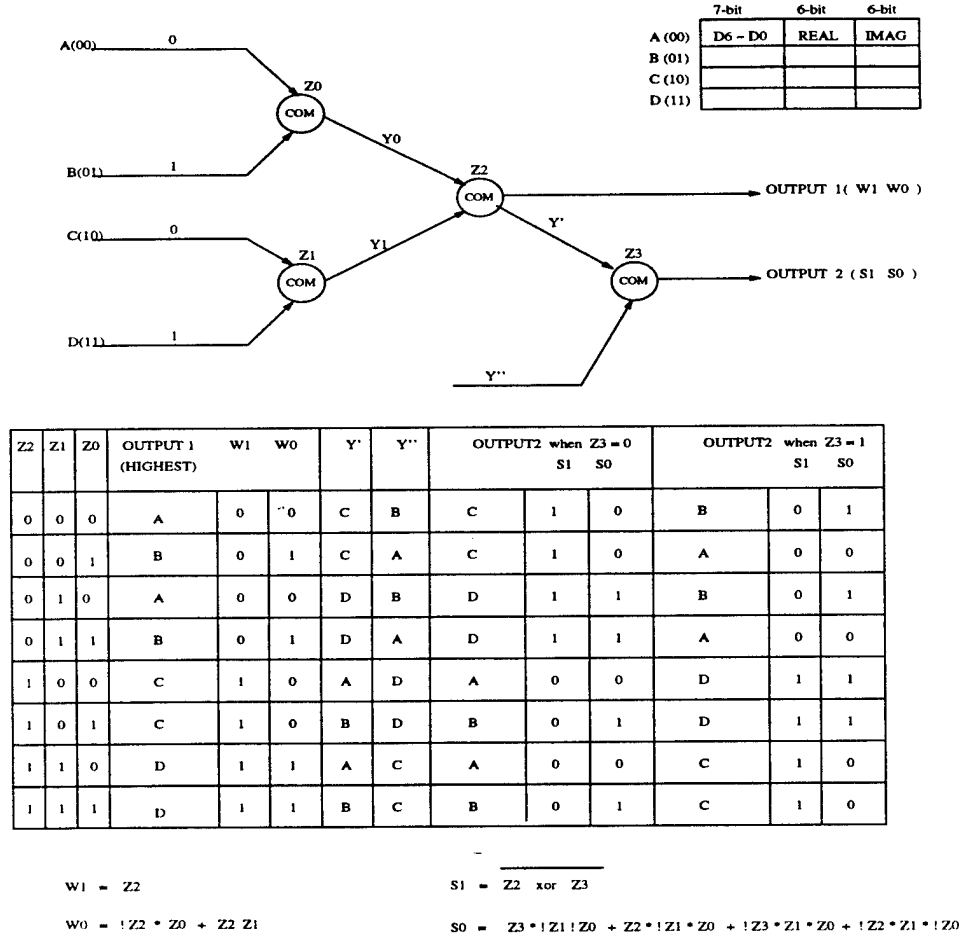 7-bit 6-bit 6-bit
A (00) D6 - D0 REAL IMAG
B (01)
C (10)
D (11)
A(00) 0
Z0
COM
B(01) 1
Y0
Z2
COM
OUTPUT 1( W1 W0 )
C(10) 0
Z1
COM
Y1
Y'
Z3
COM
OUTPUT 2 ( S1 S0 )
D(11) 1
Y''
Z2 Z1 Z0 OUTPUT 1 W1 W0 Y' Y'' OUTPUT2 when Z3 = 0 OUTPUT2 when Z3 = 1
(HIGHEST) S1 S0 S1 S0
0 0 0 A 0 0 C B C 1 0 B 0 1
0 0 1 B 0 1 C A C 1 0 A 0 0
0 1 0 A 0 0 D B D 1 1 B 0 1
0 1 1 B 0 1 D A D 1 1 A 0 0
1 0 0 C 1 0 A D A 0 0 D 1 1
1 0 1 C 1 0 B D B 0 1 D 1 1
1 1 0 D 1 1 A C A 0 0 C 1 0
1 1 1 D 1 1 B C B 0 1 C 1 0
W1 = Z2 S1 = Z2 xor Z3
W0 = !Z2 * Z0 + Z2 Z1 S0 = Z3 * !Z1 !Z0 + Z2 * !Z1 * Z0 + !Z3 * Z1 * Z0 + !Z2 * Z1 * !Z0